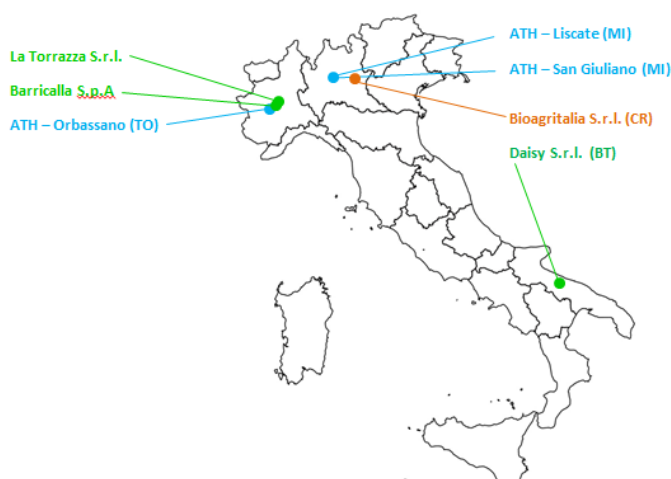 La Torrazza S.r.l.
Barricalla S.p.A
ATH – Orbassano (TO)
ATH – Liscate (MI)
ATH – San Giuliano (MI)
Bioagritalia S.r.l. (CR)
Daisy S.r.l. (BT)